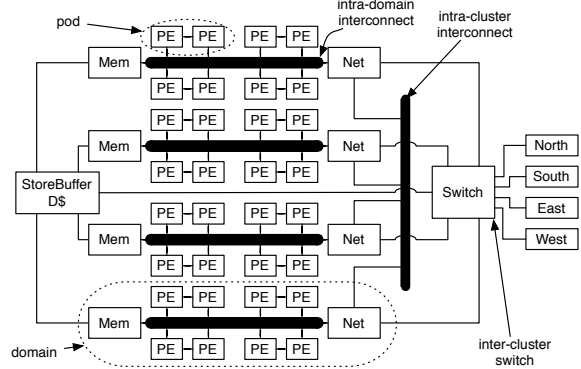 intra-domain
interconnect
intra-cluster
interconnect
pod
PE PE PE PE
Mem Net
PE PE PE PE
PE PE PE PE
Mem Net
PE PE PE PE
North
South
East
West
StoreBuffer
D$
Switch
PE PE PE PE
Mem Net
PE PE PE PE
PE PE PE PE
Mem Net
PE PE PE PE
domain
inter-cluster
switch